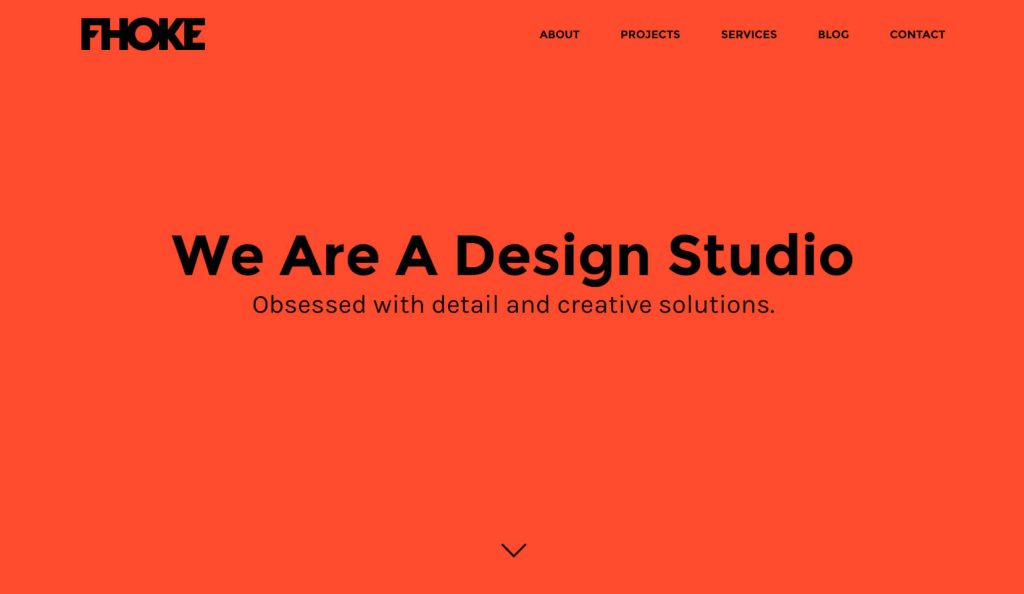 FHOKE
ABOUT PROJECTS SERVICES BLOG CONTACT
We Are A Design Studio
Obsessed with detail and creative solutions.